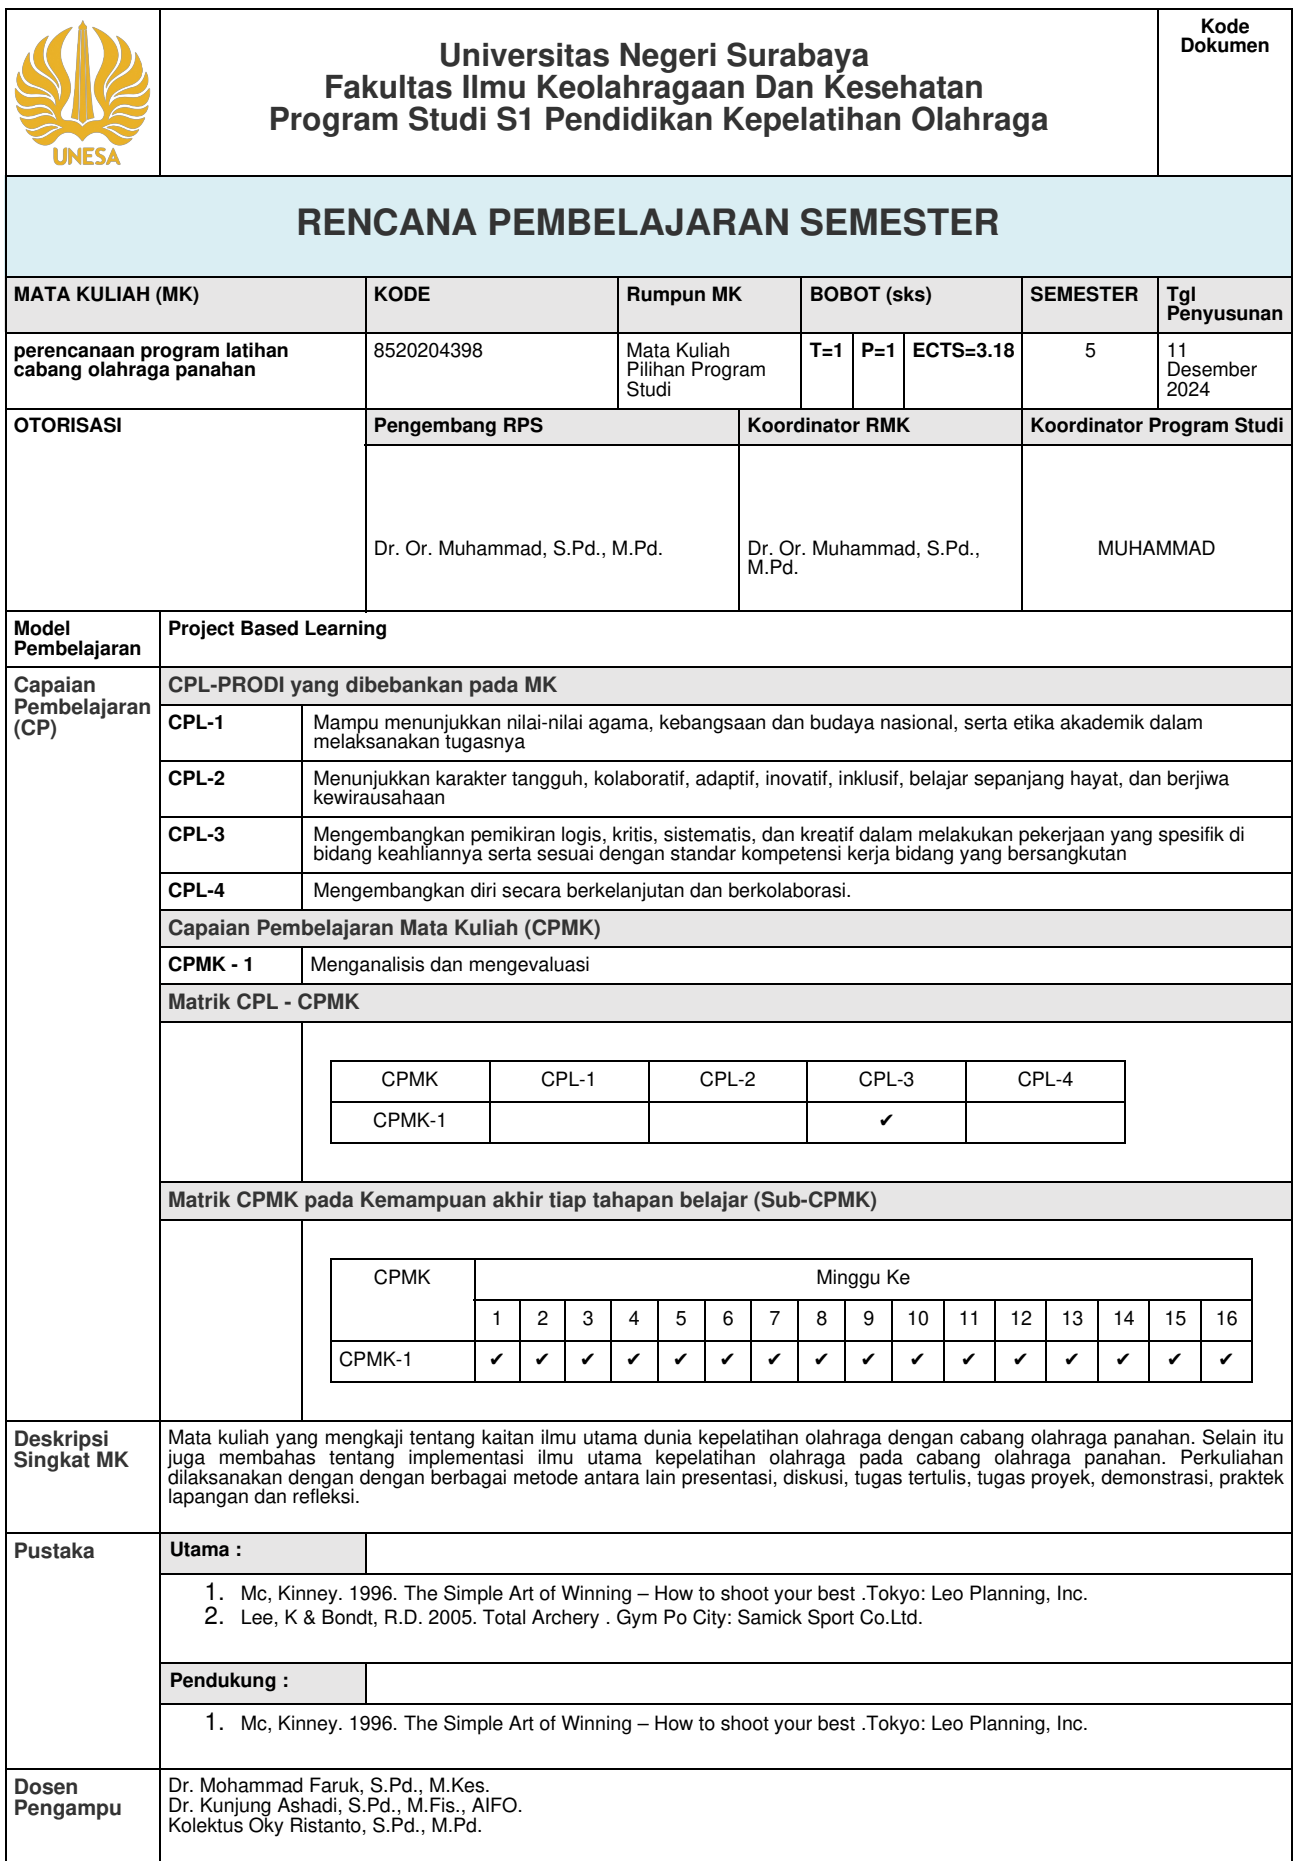 UNESA
Universitas Negeri Surabaya
Fakultas Ilmu Keolahragaan Dan Kesehatan
Program Studi S1 Pendidikan Kepelatihan Olahraga
Kode
Dokumen
RENCANA PEMBELAJARAN SEMESTER
MATA KULIAH (MK)
KODE
Rumpun MK
BOBOT (sks)
SEMESTER
Tgl
Penyusunan
perencanaan program latihan
cabang olahraga panahan
8520204398
Mata Kuliah
Pilihan Program
Studi
T=1
P=1
ECTS=3.18
5
11
Desember
2024
OTORISASI
Pengembang RPS
Koordinator RMK
Koordinator Program Studi
Dr. Or. Muhammad, S.Pd., M.Pd.
Dr. Or. Muhammad, S.Pd.,
M.Pd.
MUHAMMAD
Model
Pembelajaran
Project Based Learning
Capaian
Pembelajaran
(CP)
CPL-PRODI yang dibebankan pada MK
CPL-1
Mampu menunjukkan nilai-nilai agama, kebangsaan dan budaya nasional, serta etika akademik dalam
melaksanakan tugasnya
CPL-2
Menunjukkan karakter tangguh, kolaboratif, adaptif, inovatif, inklusif, belajar sepanjang hayat, dan berjiwa
kewirausahaan
CPL-3
Mengembangkan pemikiran logis, kritis, sistematis, dan kreatif dalam melakukan pekerjaan yang spesifik di
bidang keahliannya serta sesuai dengan standar kompetensi kerja bidang yang bersangkutan
CPL-4
Mengembangkan diri secara berkelanjutan dan berkolaborasi.
Capaian Pembelajaran Mata Kuliah (CPMK)
CPMK - 1
Menganalisis dan mengevaluasi
Matrik CPL - CPMK
CPMK CPL-1 CPL-2 CPL-3 CPL-4
CPMK-1 ✔
Matrik CPMK pada Kemampuan akhir tiap tahapan belajar (Sub-CPMK)
CPMK Minggu Ke
1 2 3 4 5 6 7 8 9 10 11 12 13 14 15 16
CPMK-1 ✔ ✔ ✔ ✔ ✔ ✔ ✔ ✔ ✔ ✔ ✔ ✔ ✔ ✔ ✔ ✔
Deskripsi
Singkat MK
Mata kuliah yang mengkaji tentang kaitan ilmu utama dunia kepelatihan olahraga dengan cabang olahraga panahan. Selain itu
juga membahas tentang implementasi ilmu utama kepelatihan olahraga pada cabang olahraga panahan. Perkuliahan
dilaksanakan dengan dengan berbagai metode antara lain presentasi, diskusi, tugas tertulis, tugas proyek, demonstrasi, praktek
lapangan dan refleksi.
Pustaka
Utama :
1. Mc, Kinney. 1996. The Simple Art of Winning – How to shoot your best .Tokyo: Leo Planning, Inc.
2. Lee, K & Bondt, R.D. 2005. Total Archery . Gym Po City: Samick Sport Co.Ltd.
Pendukung :
1. Mc, Kinney. 1996. The Simple Art of Winning – How to shoot your best .Tokyo: Leo Planning, Inc.
Dosen
Pengampu
Dr. Mohammad Faruk, S.Pd., M.Kes.
Dr. Kunjung Ashadi, S.Pd., M.Fis., AIFO.
Kolektus Oky Ristanto, S.Pd., M.Pd.